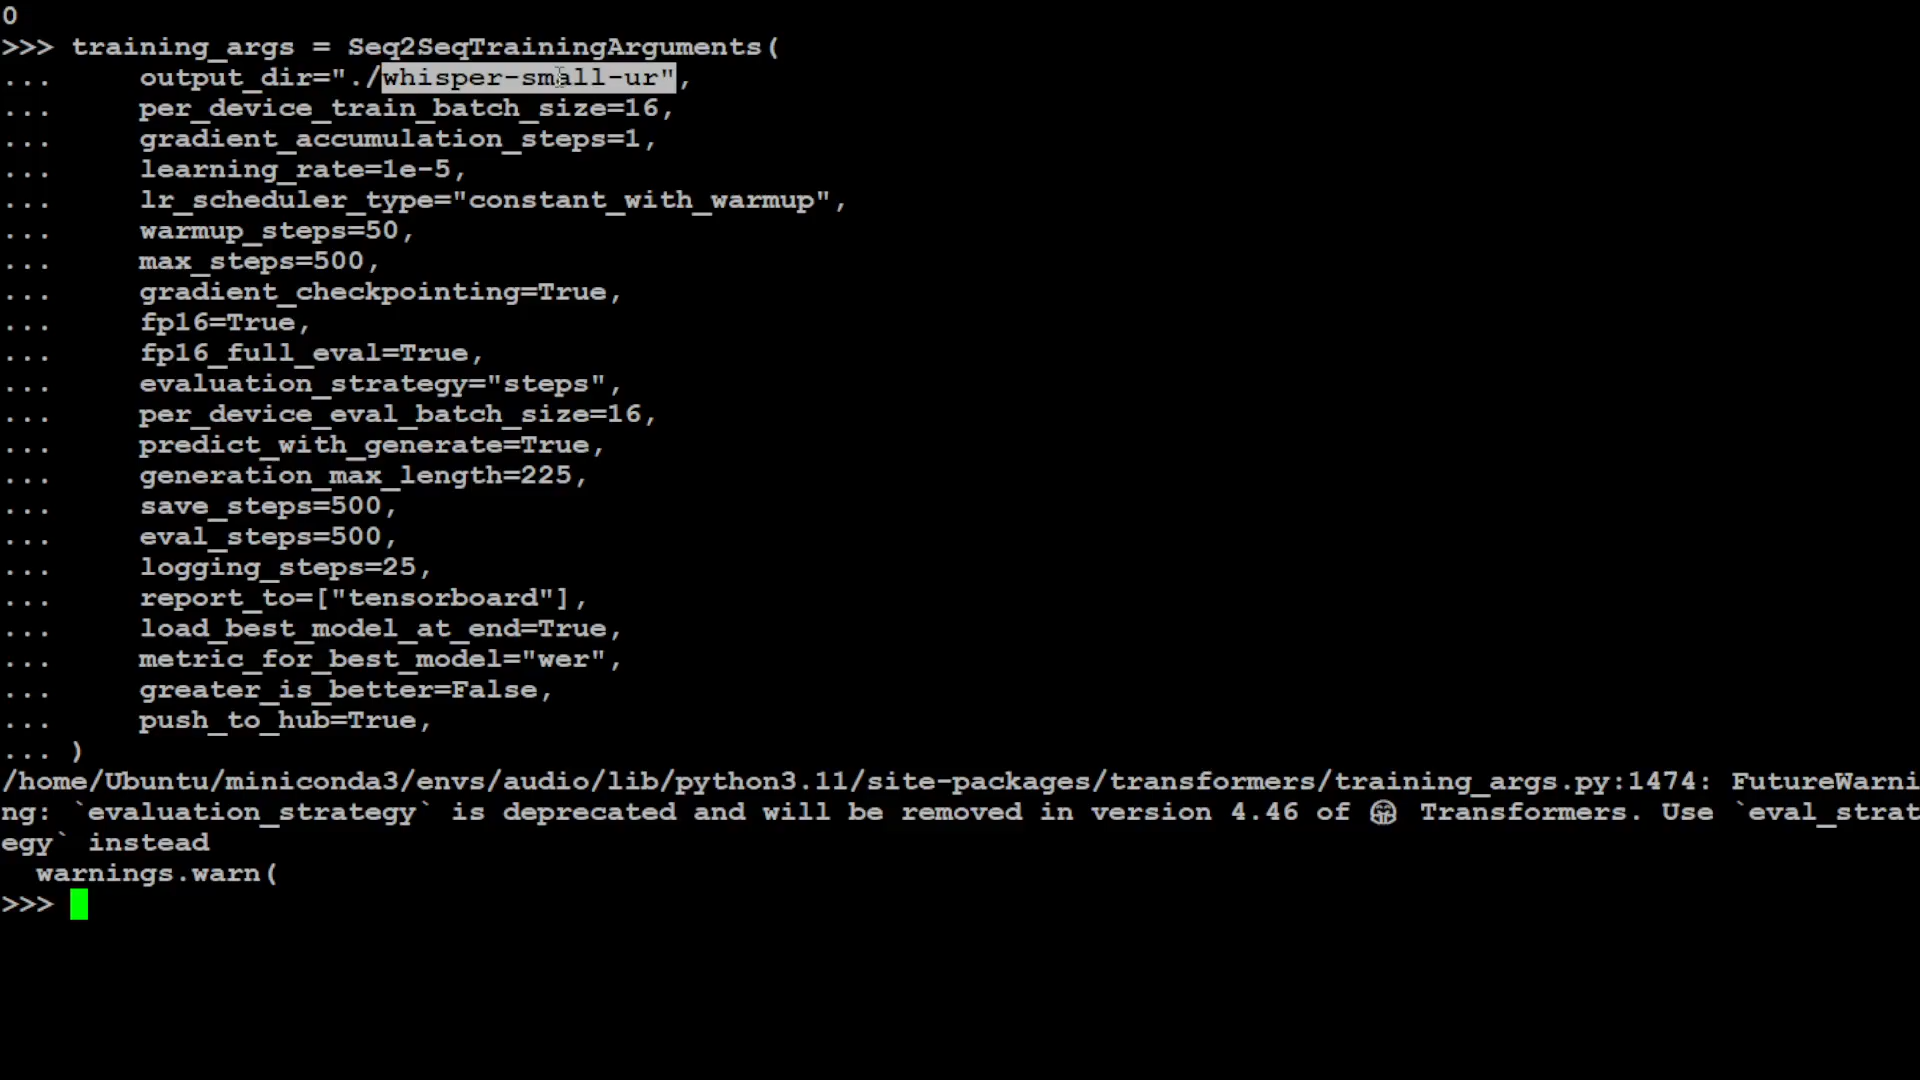 0
>>> training_args = Seq2SeqTrainingArguments(
...     output_dir="./whisper-small-ur",
...     per_device_train_batch_size=16,
...     gradient_accumulation_steps=1,
...     learning_rate=1e-5,
...     lr_scheduler_type="constant_with_warmup",
...     warmup_steps=50,
...     max_steps=500,
...     gradient_checkpointing=True,
...     fp16=True,
...     fp16_full_eval=True,
...     evaluation_strategy="steps",
...     per_device_eval_batch_size=16,
...     predict_with_generate=True,
...     generation_max_length=225,
...     save_steps=500,
...     eval_steps=500,
...     logging_steps=25,
...     report_to=["tensorboard"],
...     load_best_model_at_end=True,
...     metric_for_best_model="wer",
...     greater_is_better=False,
...     push_to_hub=True,
... )
/home/Ubuntu/miniconda3/envs/audio/lib/python3.11/site-packages/transformers/training_args.py:1474: FutureWarni
ng: `evaluation_strategy` is deprecated and will be removed in version 4.46 of 🤗 Transformers. Use `eval_strat
egy` instead
  warnings.warn(
>>>